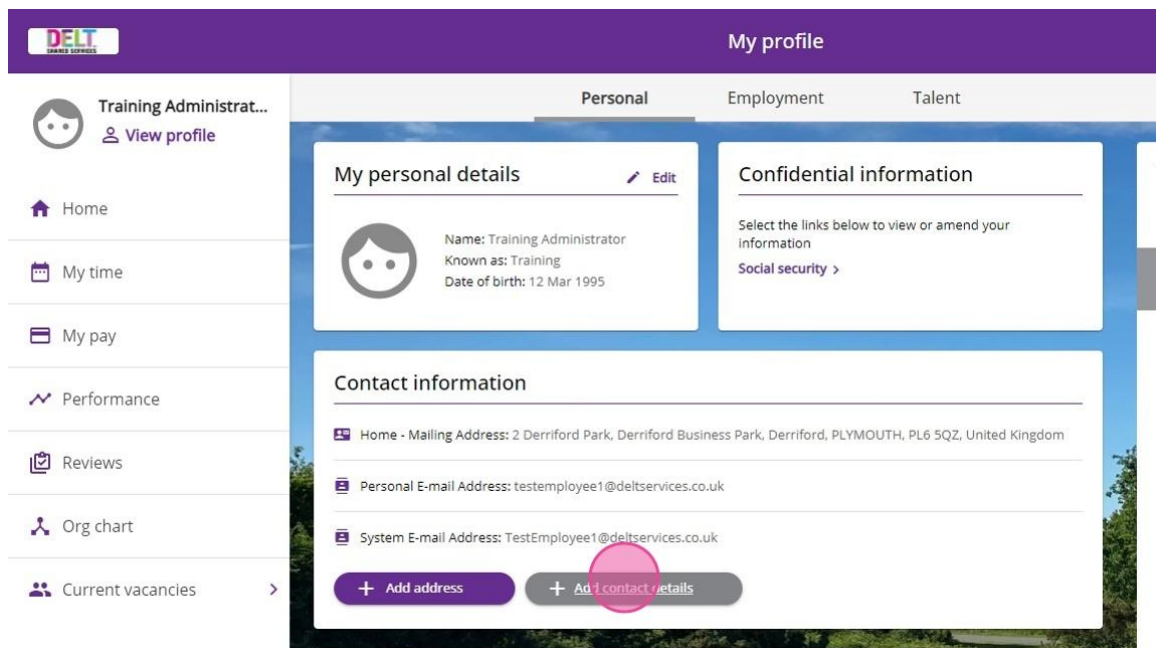 DELT
SHARED SERVICES
My profile
Training Administrat...
View profile
Home
My time
My pay
Performance
Reviews
Org chart
Current vacancies
Personal
Employment
Talent
My personal details
Edit
Name: Training Administrator
Known as: Training
Date of birth: 12 Mar 1995
Confidential information
Select the links below to view or amend your
information
Social security >
Contact information
Home - Mailing Address: 2 Derriford Park, Derriford Business Park, Derriford, PLYMOUTH, PL6 5QZ, United Kingdom
Personal E-mail Address: testemployee1@deltservices.co.uk
System E-mail Address: TestEmployee1@deltservices.co.uk
+ Add address
+ Add contact details